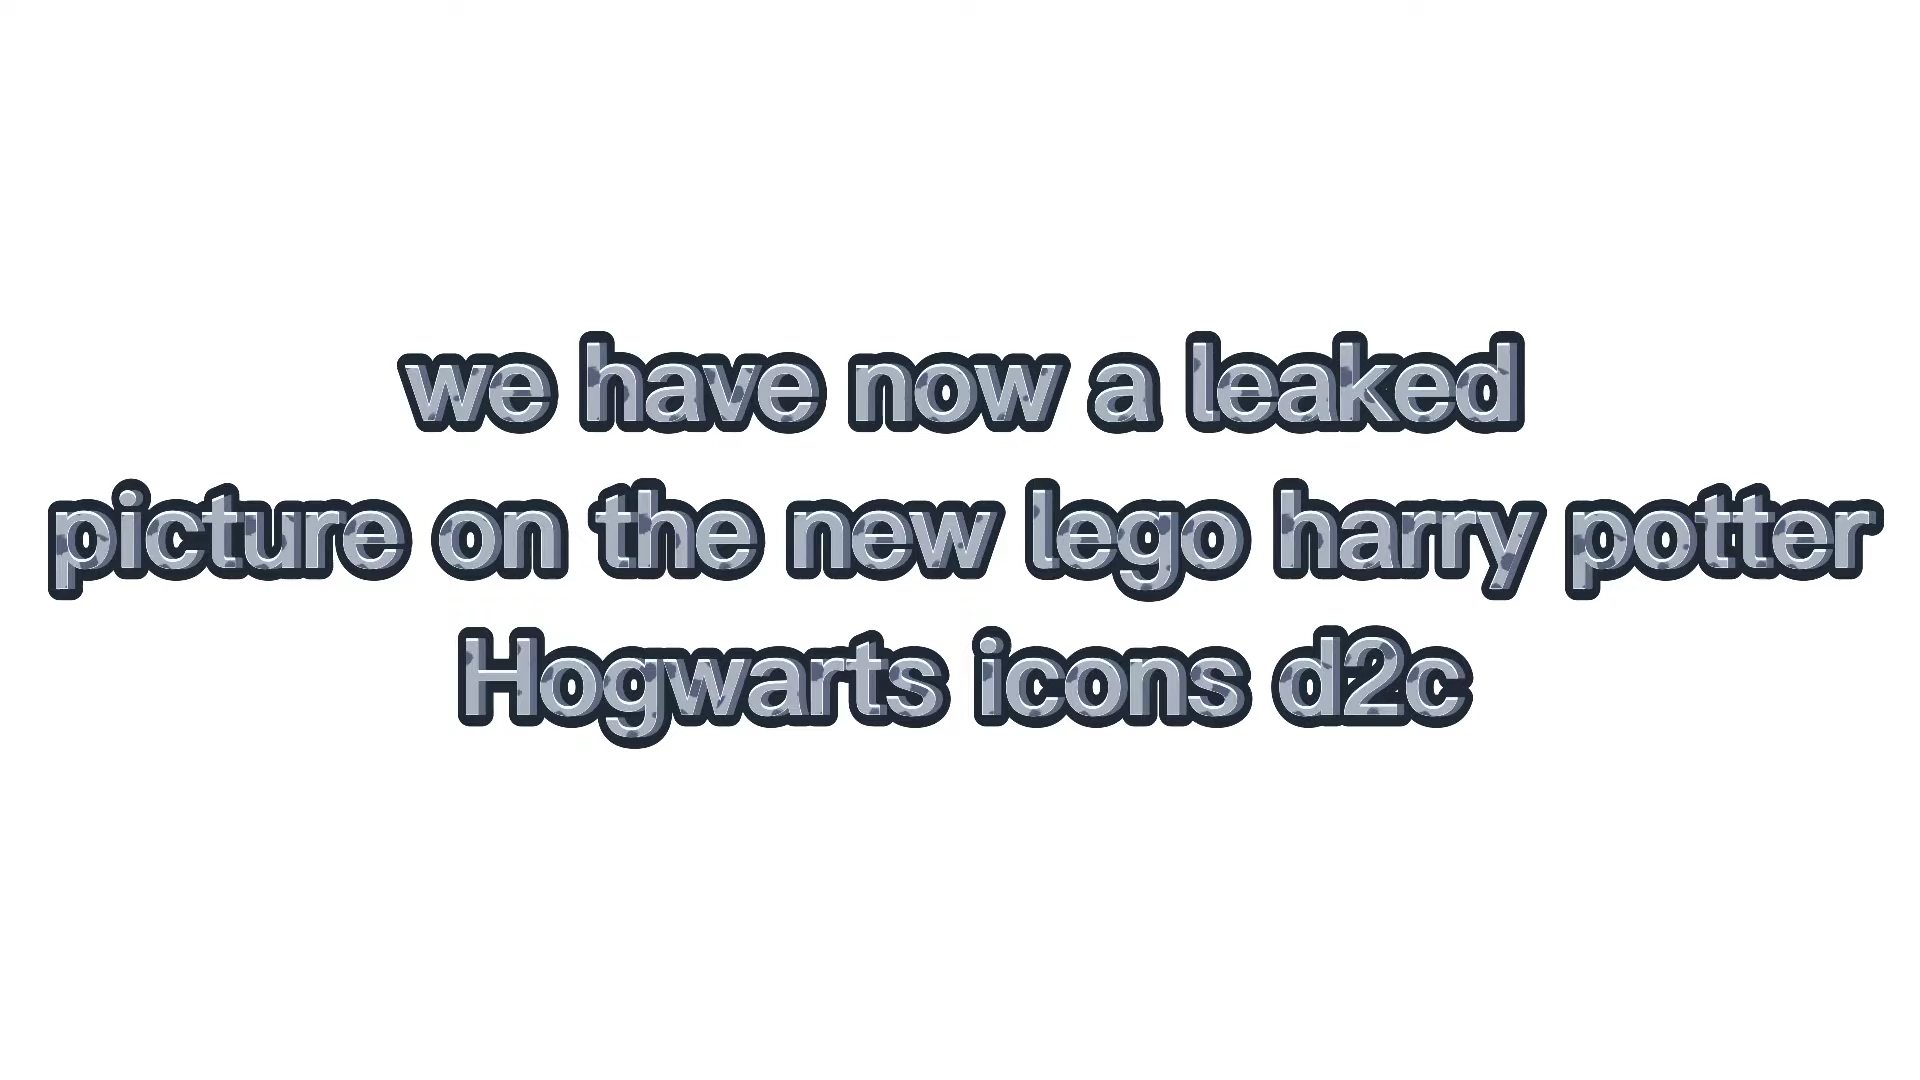 we have now a leaked
picture on the new lego harry potter
Hogwarts icons d2c